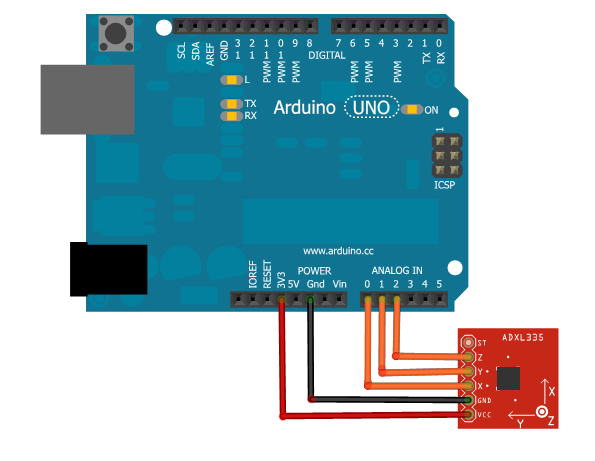 SCL SDA AREF GND 13 12 PWM 11 PWM 10 PWM 9 8 7 PWM 6 PWM 5 4 PWM 3 2 TX 1 RX 0
DIGITAL
L
TX
RX
Arduino UNO
ON
1
ICSP
www.arduino.cc
POWER ANALOG IN
IOREF RESET 3V3 5V Gnd Vin 0 1 2 3 4 5
ADXL335
ST
Z
Y
X
GND
VCC
X
Y
Z